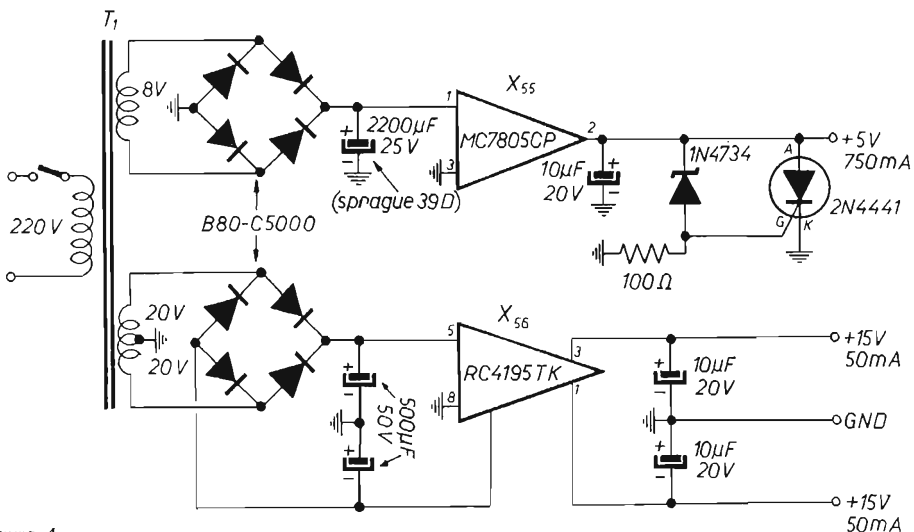 T1
8V
220V
20V
20V
B80-C5000
1
2200µF
25V
(sprague 39D)
X55
MC7805CP
3
2
10µF
20V
1N4734
100Ω
A
G
K
2N4441
+5V
750mA
500µF
50V
X56
5
RC4195TK
8
3
1
10µF
20V
10µF
20V
+15V
50mA
GND
+15V
50mA